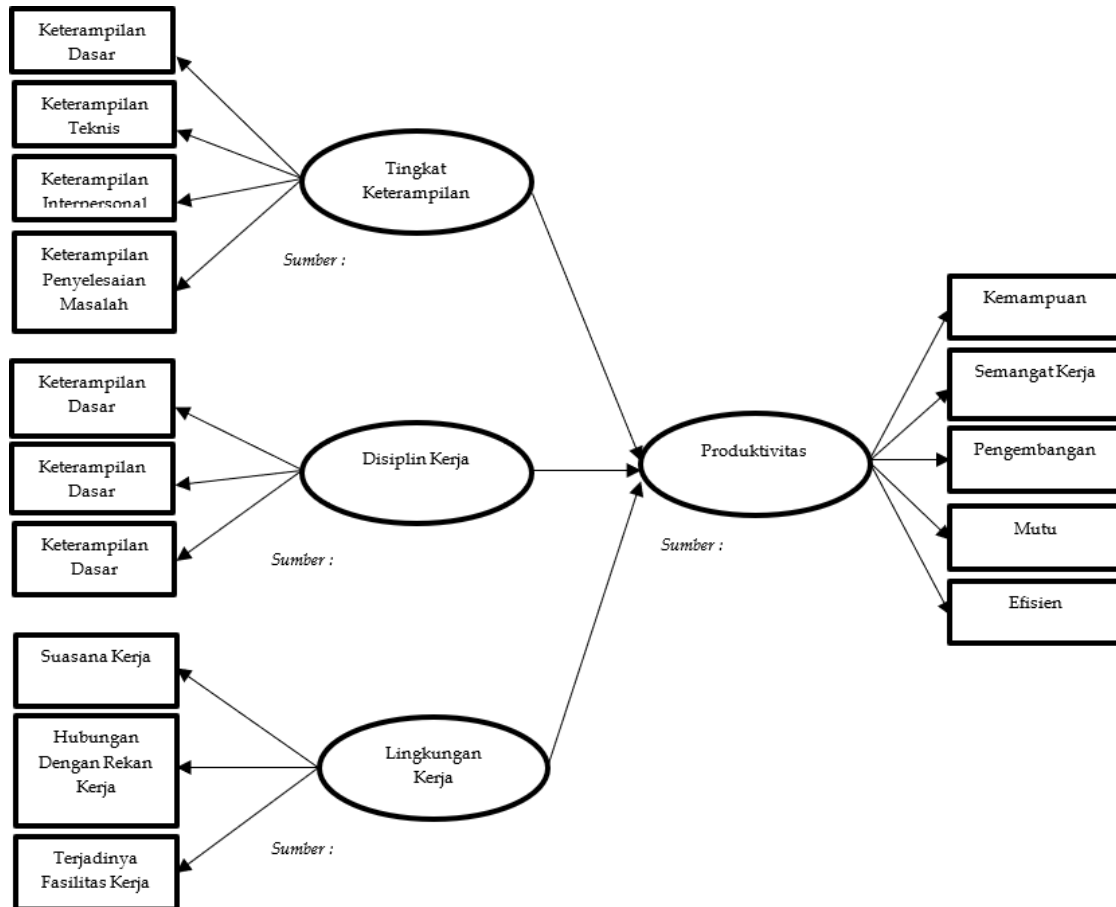 Keterampilan
Dasar
Keterampilan
Teknis
Keterampilan
Interpersonal
Keterampilan
Penyelesaian
Masalah
Tingkat
Keterampilan
Sumber :
Keterampilan
Dasar
Keterampilan
Dasar
Keterampilan
Dasar
Disiplin Kerja
Sumber :
Suasana Kerja
Hubungan
Dengan Rekan
Kerja
Terjadinya
Fasilitas Kerja
Lingkungan
Kerja
Sumber :
Produktivitas
Sumber :
Kemampuan
Semangat Kerja
Pengembangan
Mutu
Efisien